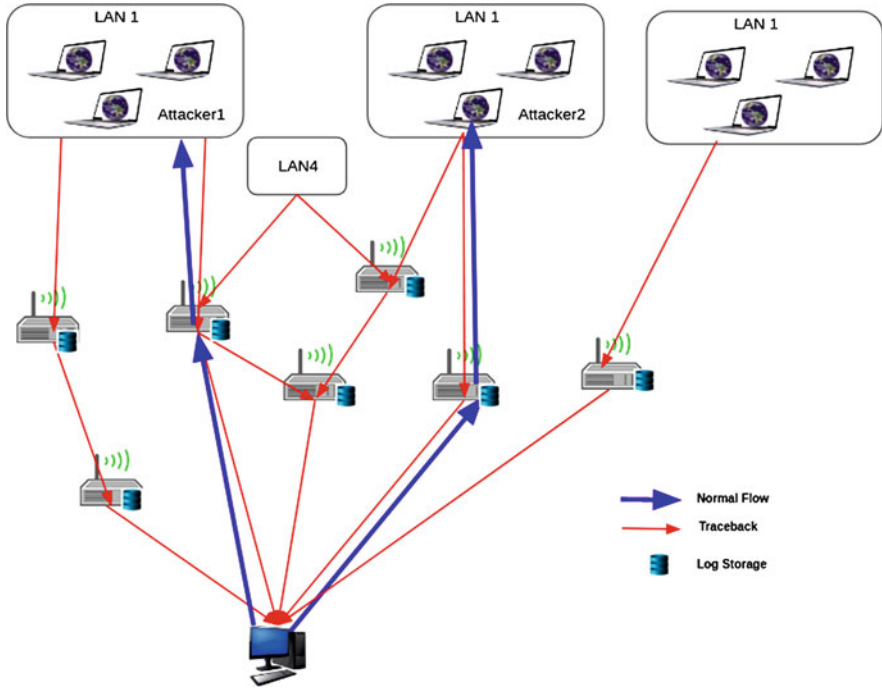 LAN 1
LAN 1
LAN 1
Attacker1
Attacker2
LAN4
Normal Flow
Traceback
Log Storage